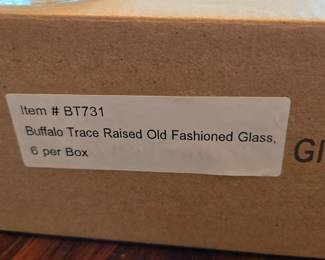 Item # BT731
Buffalo Trace Raised Old Fashioned Glass,
6 per Box